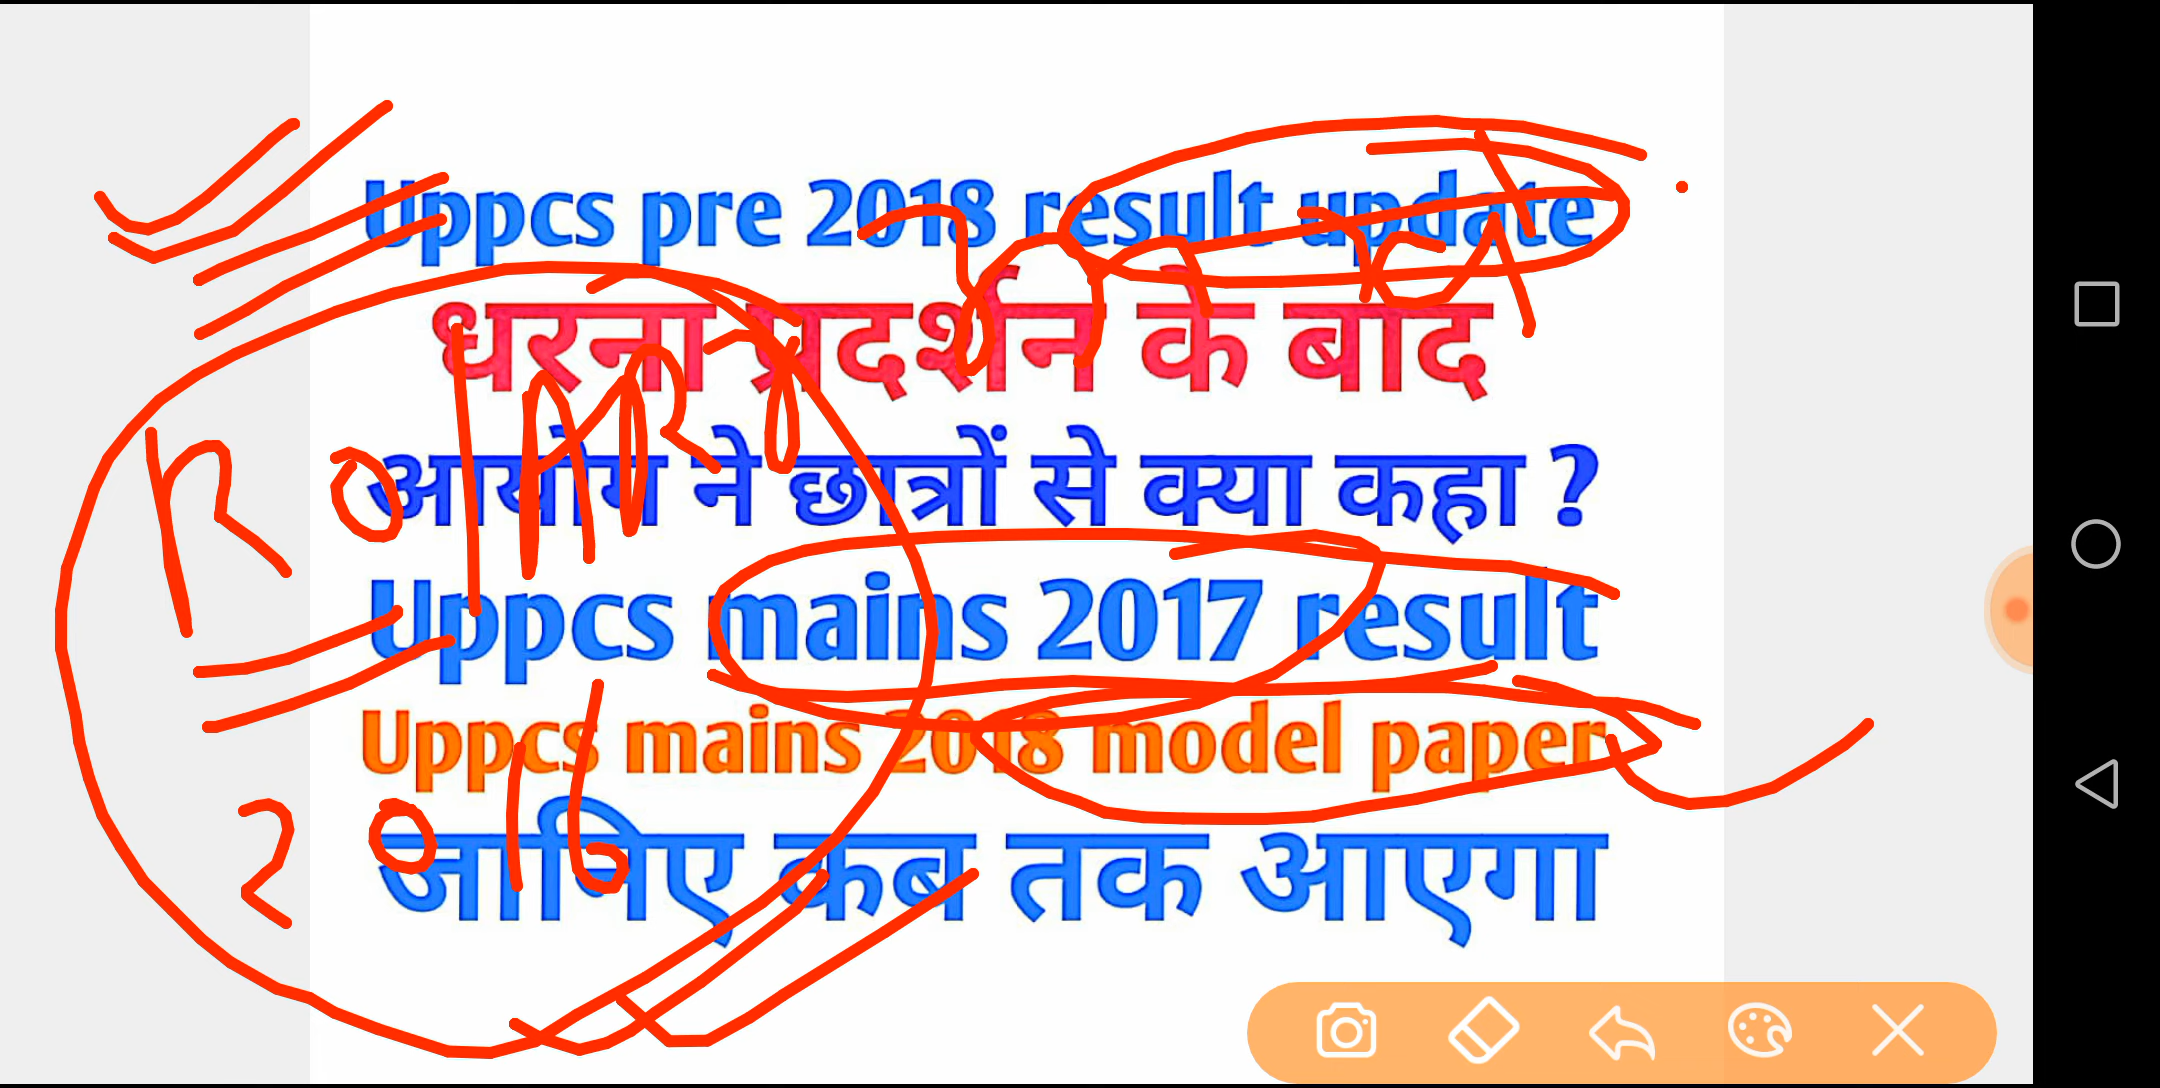 Uppcs pre 2018 result update
धरना प्रदर्शन के बाद
आयोग ने छात्रों से क्या कहा ?
Uppcs mains 2017 result
Uppcs mains 2018 model paper
जानिए कब तक आएगा
2016